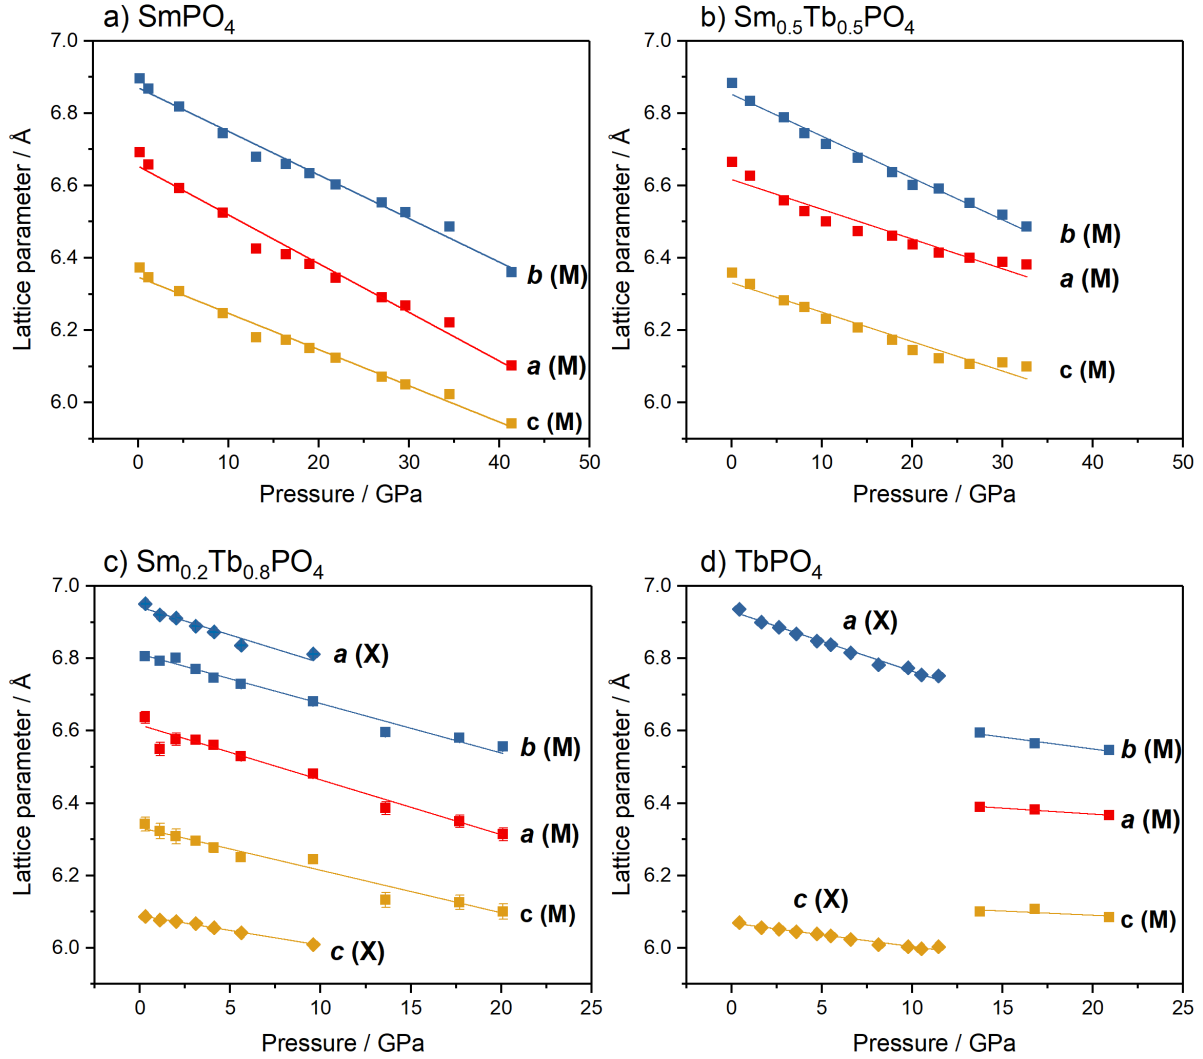 a) SmPO4
7.0
6.8
6.6
6.4
6.2
6.0
Lattice parameter / Å
b (M)
a (M)
c (M)
0 10 20 30 40 50
Pressure / GPa
b) Sm0.5Tb0.5PO4
7.0
6.8
6.6
6.4
6.2
6.0
Lattice parameter / Å
b (M)
a (M)
c (M)
0 10 20 30 40 50
Pressure / GPa
c) Sm0.2Tb0.8PO4
7.0
6.8
6.6
6.4
6.2
6.0
Lattice parameter / Å
a (X)
b (M)
a (M)
c (M)
c (X)
0 5 10 15 20 25
Pressure / GPa
d) TbPO4
7.0
6.8
6.6
6.4
6.2
6.0
Lattice parameter / Å
a (X)
b (M)
a (M)
c (X)
c (M)
0 5 10 15 20 25
Pressure / GPa